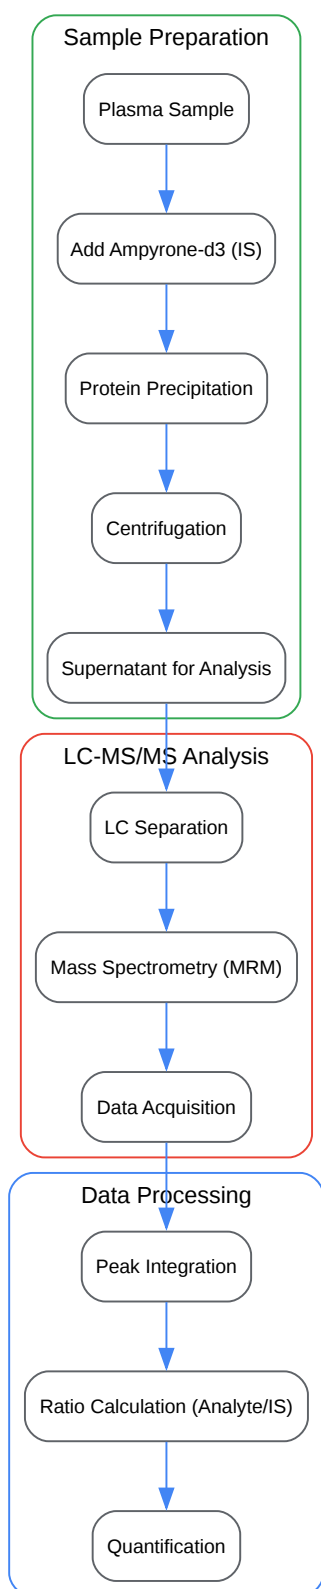 Sample Preparation
Plasma Sample
Add Ampyrone-d3 (IS)
Protein Precipitation
Centrifugation
Supernatant for Analysis
LC-MS/MS Analysis
LC Separation
Mass Spectrometry (MRM)
Data Acquisition
Data Processing
Peak Integration
Ratio Calculation (Analyte/IS)
Quantification